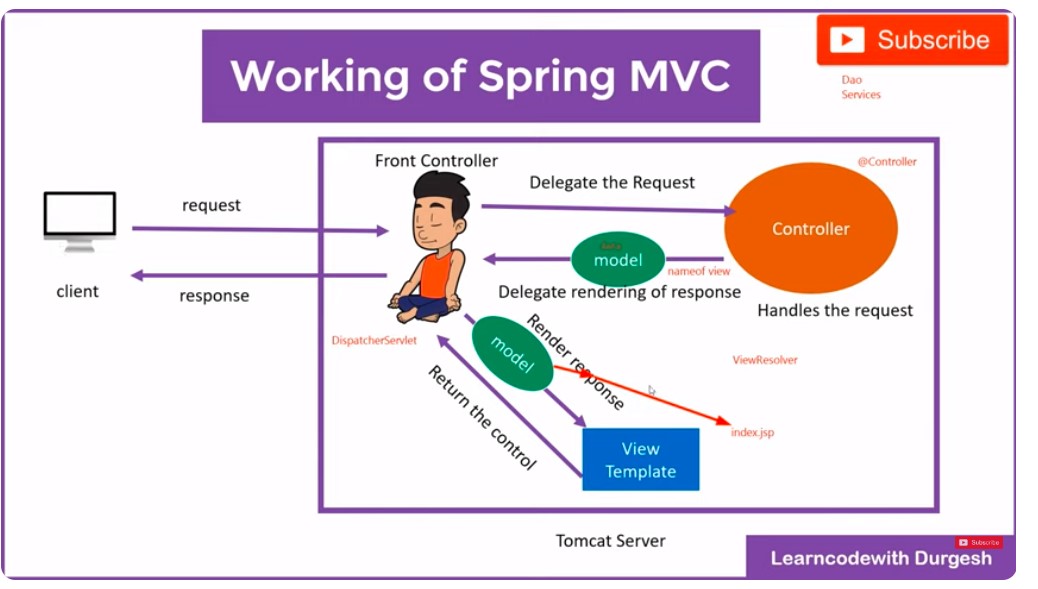 Subscribe
Working of Spring MVC
Dao
Services
Front Controller
@Controller
Delegate the Request
request
Controller
model
nameof view
client
response
Delegate rendering of response
Handles the request
DispatcherServlet
model
Render response
ViewResolver
Return the control
index.jsp
View
Template
Tomcat Server
Subscribe
Learncodewith Durgesh